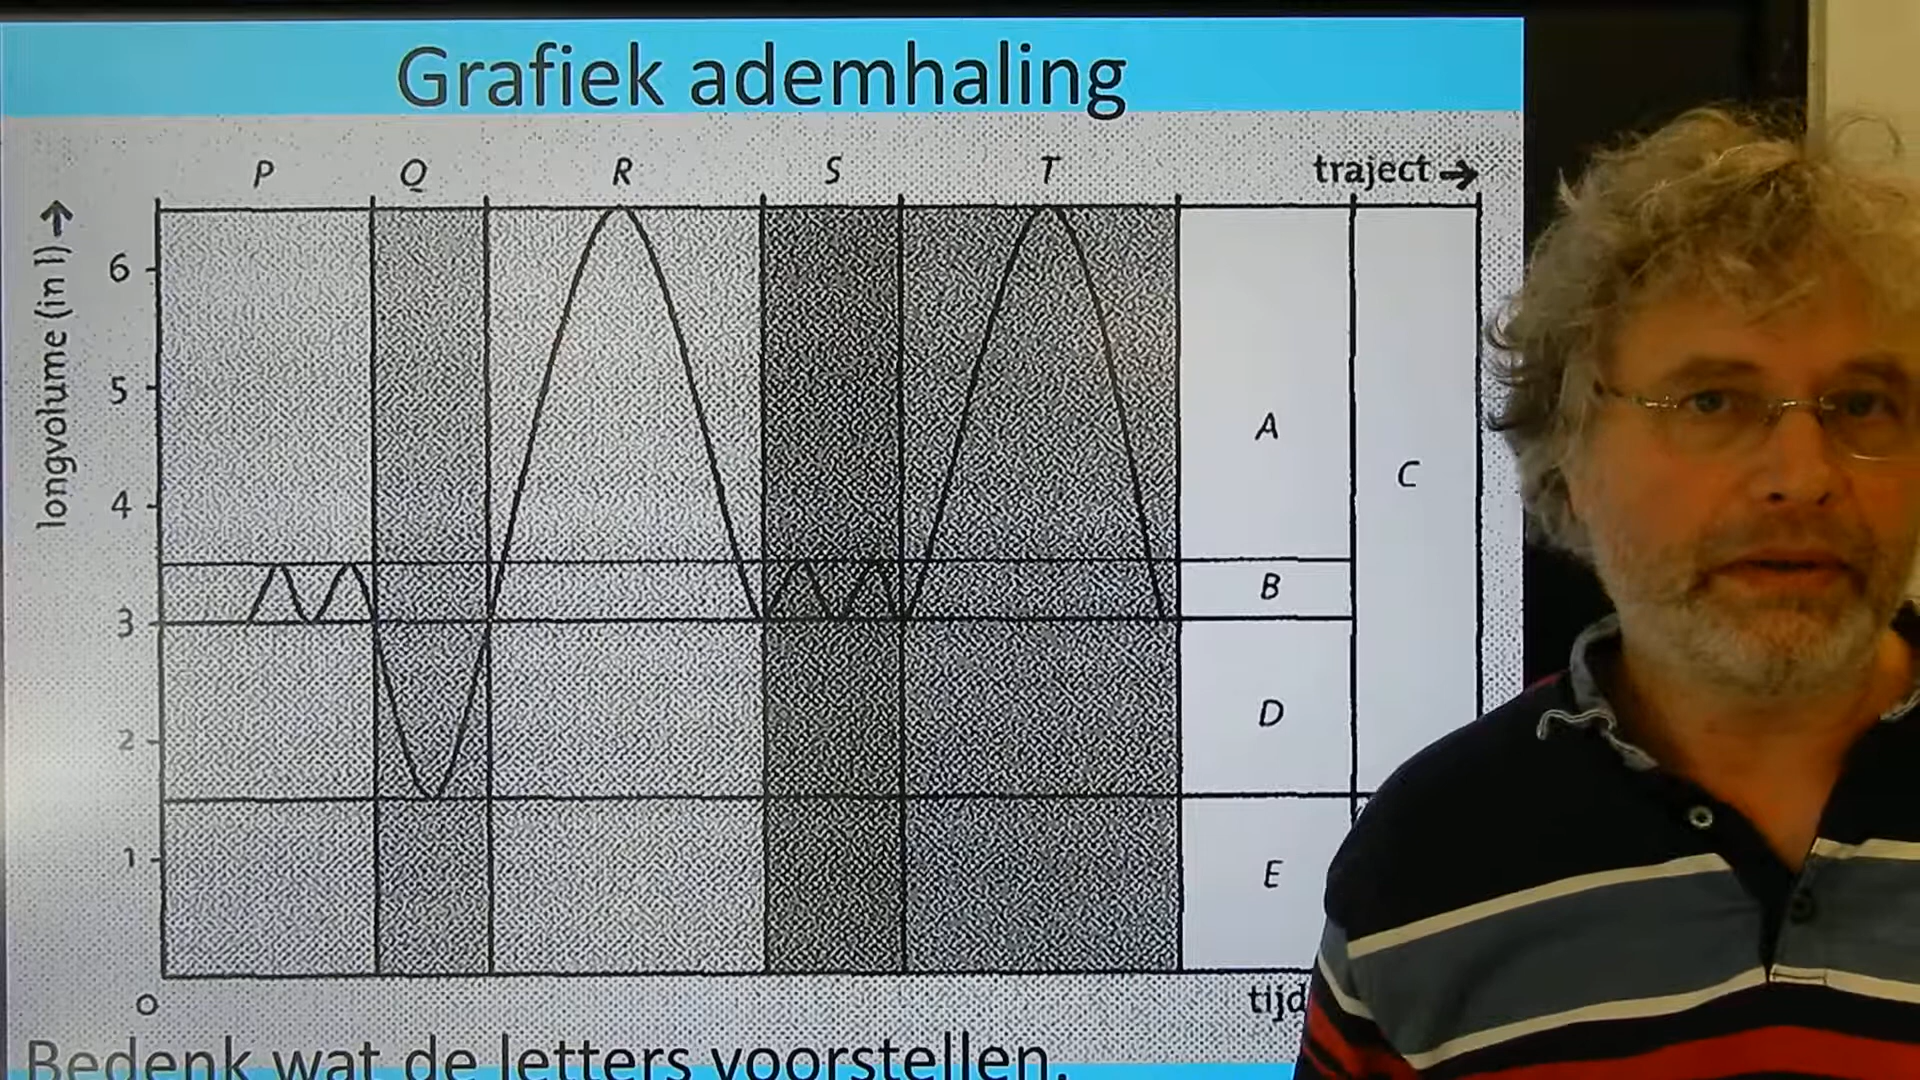 Grafiek ademhaling
P Q R S T traject →
longvolume (in l) →
6
5
4
3
2
1
0
A
B
C
D
E
tijd
Bedenk wat de letters voorstellen.